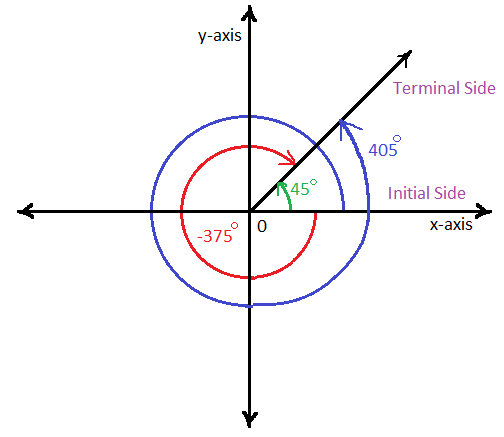 y-axis
Terminal Side
405°
45°
Initial Side
-375°
0
x-axis